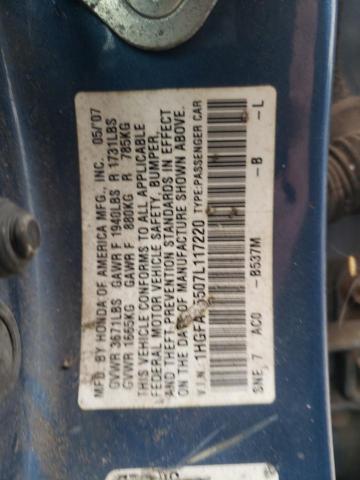 MFD. BY HONDA OF AMERICA MFG., INC. 05/'07
GVWR 3671LBS GAWR F 1940LBS R 1731LBS
GVWR 1665KG GAWR F 880KG R 785KG
THIS VEHICLE CONFORMS TO ALL APPLICABLE
FEDERAL MOTOR VEHICLE SAFETY, BUMPER,
AND THEFT PREVENTION STANDARDS IN EFFECT
ON THE DATE OF MANUFACTURE SHOWN ABOVE.
V.I.N. TYPE:PASSENGER CAR
SNE 7 AC0 -B537M -B -L